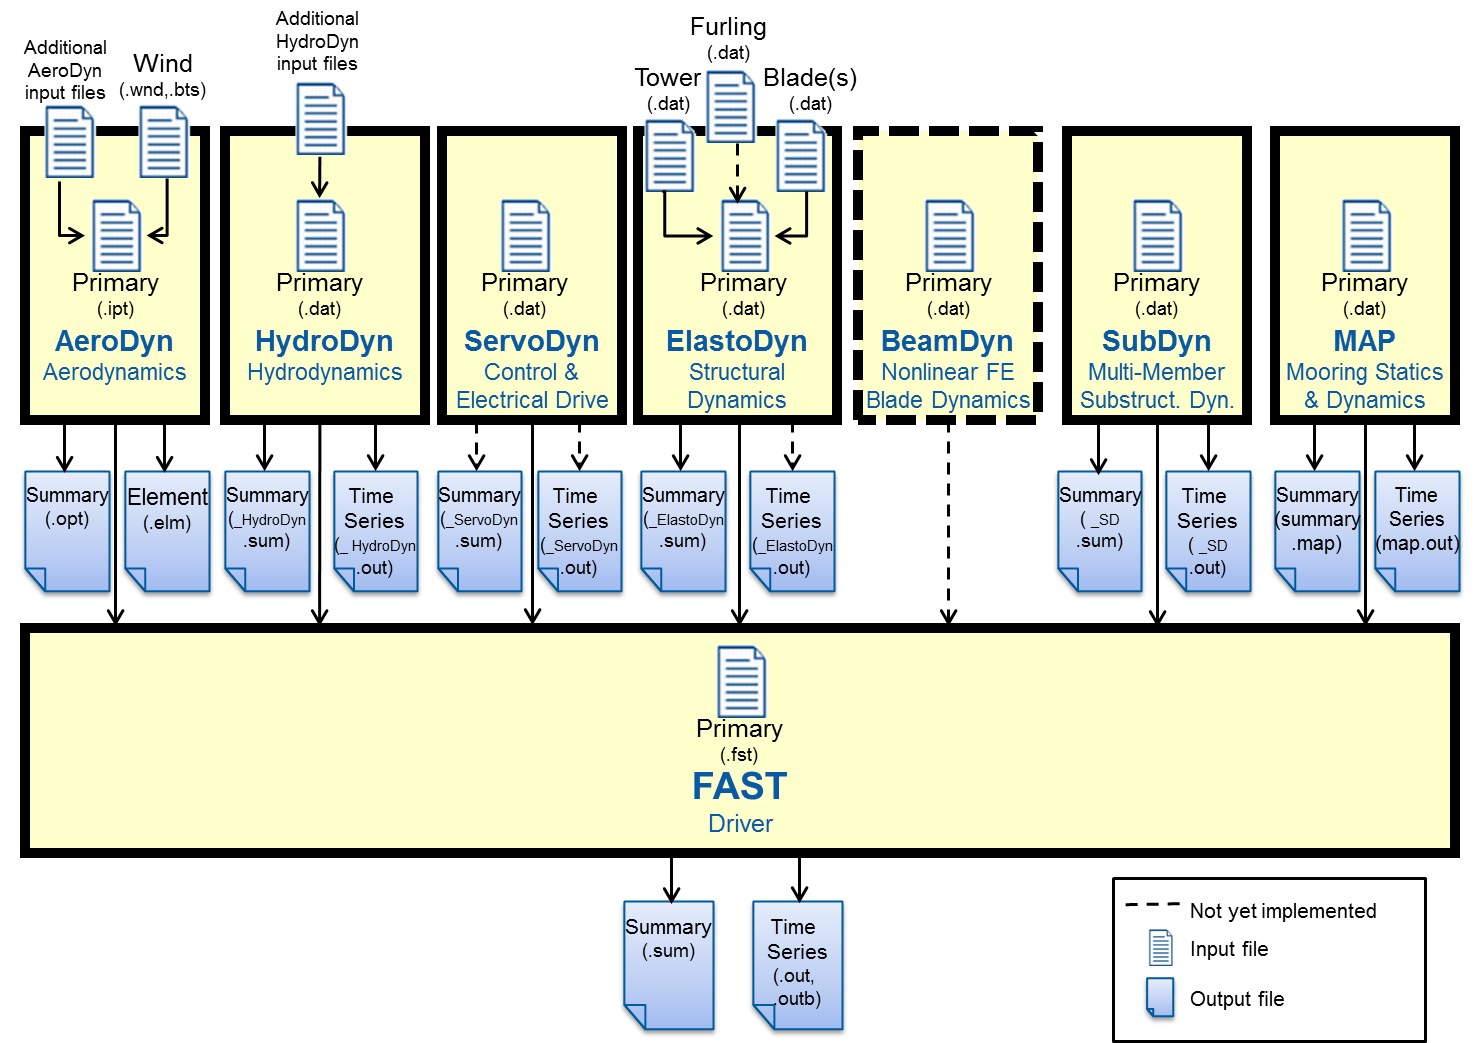 Additional
AeroDyn
input files
Wind
(.wnd,.bts)
Additional
HydroDyn
input files
Furling
(.dat)
Tower
(.dat)
Blade(s)
(.dat)
Primary
(.ipt)
AeroDyn
Aerodynamics
Primary
(.dat)
HydroDyn
Hydrodynamics
Primary
(.dat)
ServoDyn
Control &
Electrical Drive
Primary
(.dat)
ElastoDyn
Structural
Dynamics
Primary
(.dat)
BeamDyn
Nonlinear FE
Blade Dynamics
Primary
(.dat)
SubDyn
Multi-Member
Substruct. Dyn.
Primary
(.dat)
MAP
Mooring Statics
& Dynamics
Summary
(.opt)
Element
(.elm)
Summary
(_HydroDyn
.sum)
Time
Series
(_ HydroDyn
.out)
Summary
(_ServoDyn
.sum)
Time
Series
(_ServoDyn
.out)
Summary
(_ElastoDyn
.sum)
Time
Series
(_ElastoDyn
.out)
Summary
( _SD
.sum)
Time
Series
( _SD
.out)
Summary
(summary
.map)
Time
Series
(map.out)
Primary
(.fst)
FAST
Driver
Summary
(.sum)
Time
Series
(.out,
.outb)
Not yet implemented
Input file
Output file